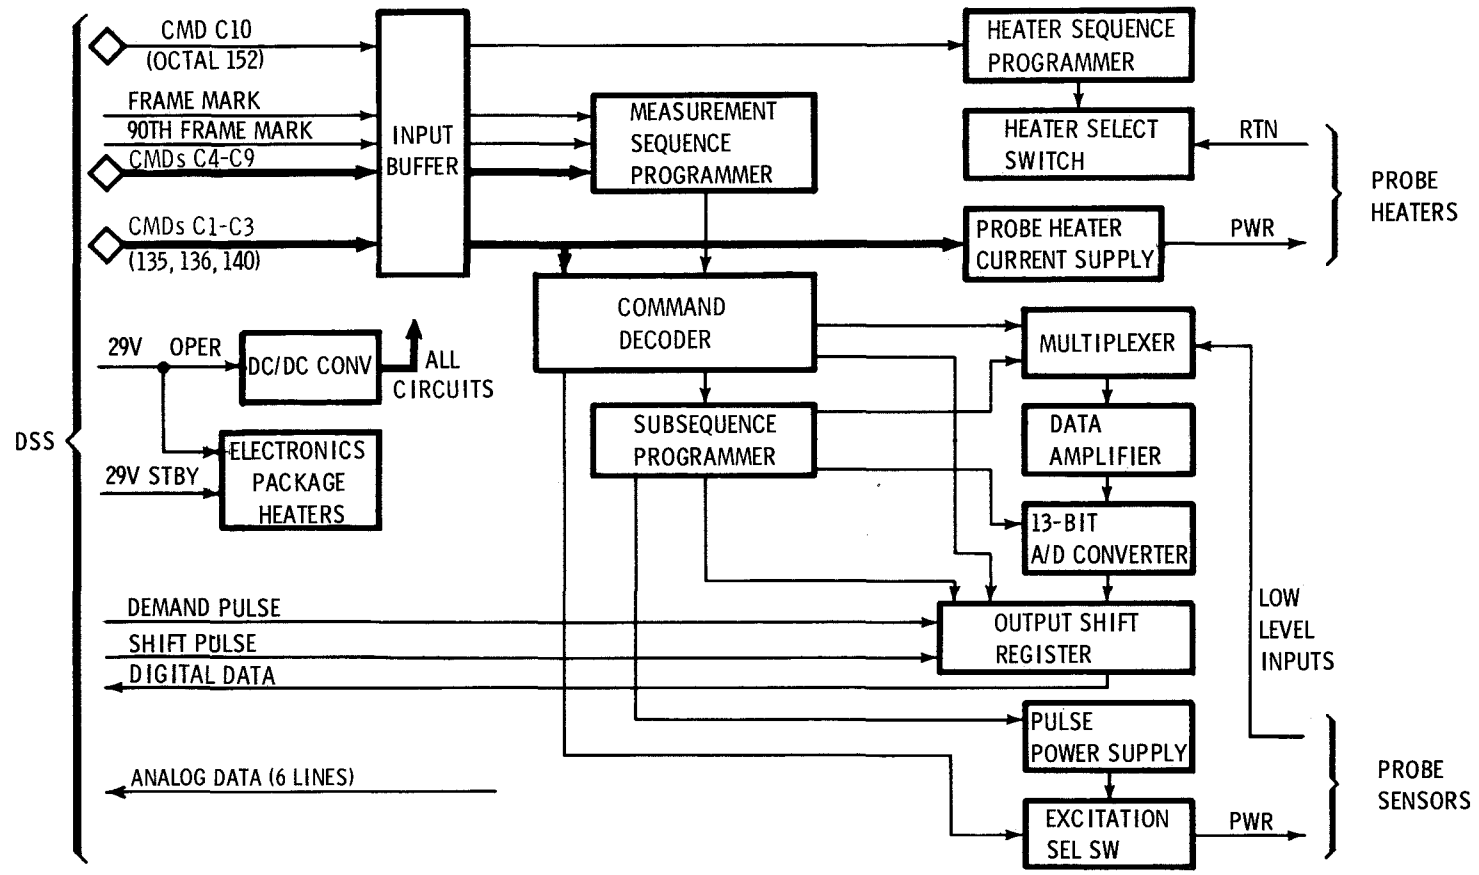 CMD C10
(OCTAL 152)
FRAME MARK
90TH FRAME MARK
CMDs C4-C9
CMDs C1-C3
(135, 136, 140)
INPUT
BUFFER
MEASUREMENT
SEQUENCE
PROGRAMMER
HEATER SEQUENCE
PROGRAMMER
HEATER SELECT
SWITCH
RTN
PROBE
HEATERS
PROBE HEATER
CURRENT SUPPLY
PWR
COMMAND
DECODER
MULTIPLEXER
29V OPER
DC/DC CONV
ALL
CIRCUITS
DSS
29V STBY
ELECTRONICS
PACKAGE
HEATERS
SUBSEQUENCE
PROGRAMMER
DATA
AMPLIFIER
13-BIT
A/D CONVERTER
DEMAND PULSE
SHIFT PULSE
DIGITAL DATA
OUTPUT SHIFT
REGISTER
LOW
LEVEL
INPUTS
PULSE
POWER SUPPLY
ANALOG DATA (6 LINES)
EXCITATION
SEL SW
PWR
PROBE
SENSORS